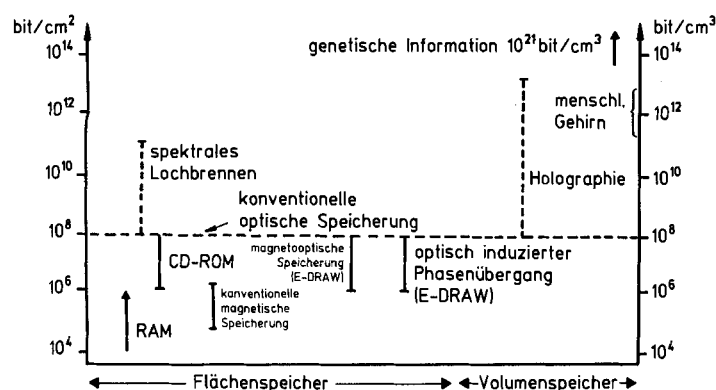 bit/cm²
bit/cm³
genetische Information 10²¹ bit/cm³
10¹⁴
10¹⁴
10¹²
menschl.
Gehirn
10¹²
spektrales
Lochbrennen
10¹⁰
Holographie
10¹⁰
konventionelle
optische Speicherung
10⁸
10⁸
CD-ROM
magnetooptische
Speicherung
(E-DRAW)
optisch induzierter
Phasenübergang
(E-DRAW)
10⁶
10⁶
konventionelle
magnetische
Speicherung
RAM
10⁴
10⁴
Flächenspeicher
Volumenspeicher